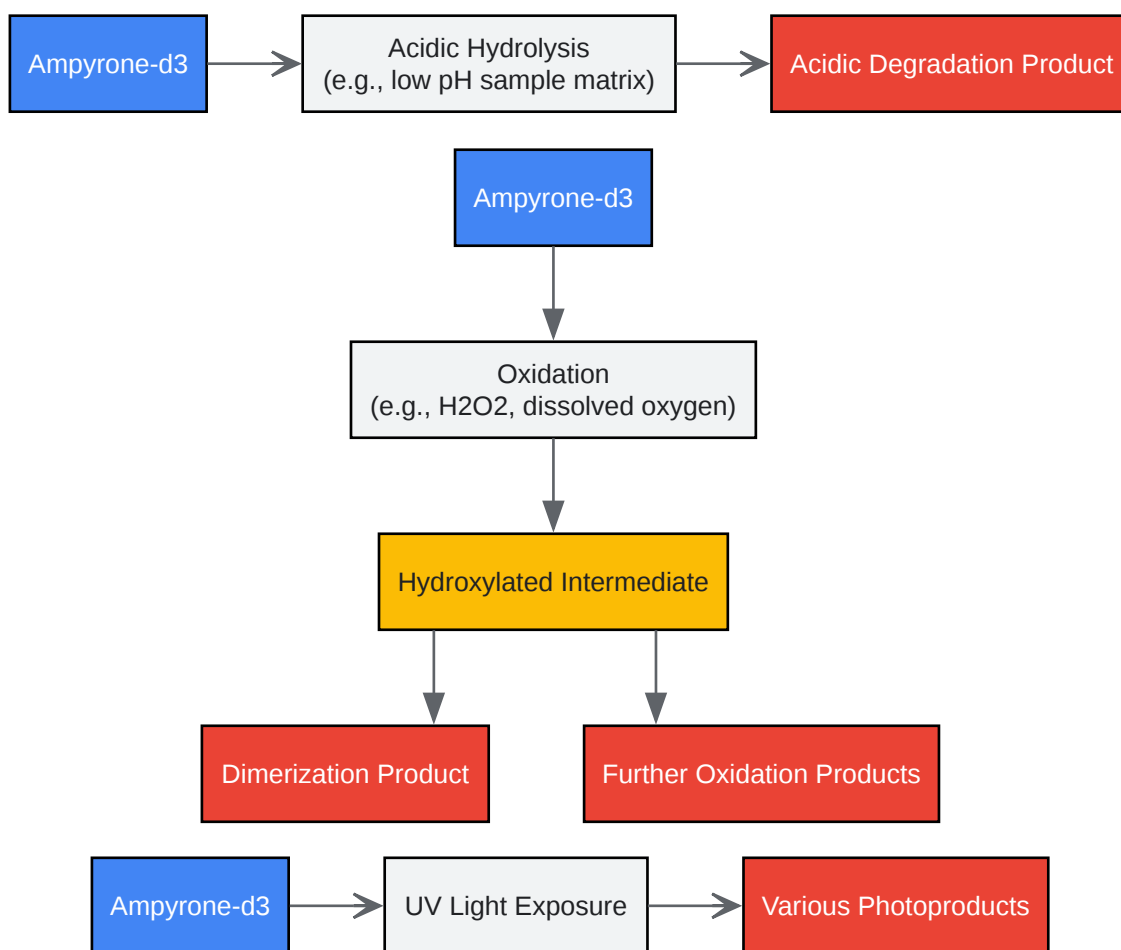 Ampyrone-d3
Acidic Hydrolysis
(e.g., low pH sample matrix)
Acidic Degradation Product
Ampyrone-d3
Oxidation
(e.g., H2O2, dissolved oxygen)
Hydroxylated Intermediate
Dimerization Product
Further Oxidation Products
Ampyrone-d3
UV Light Exposure
Various Photoproducts